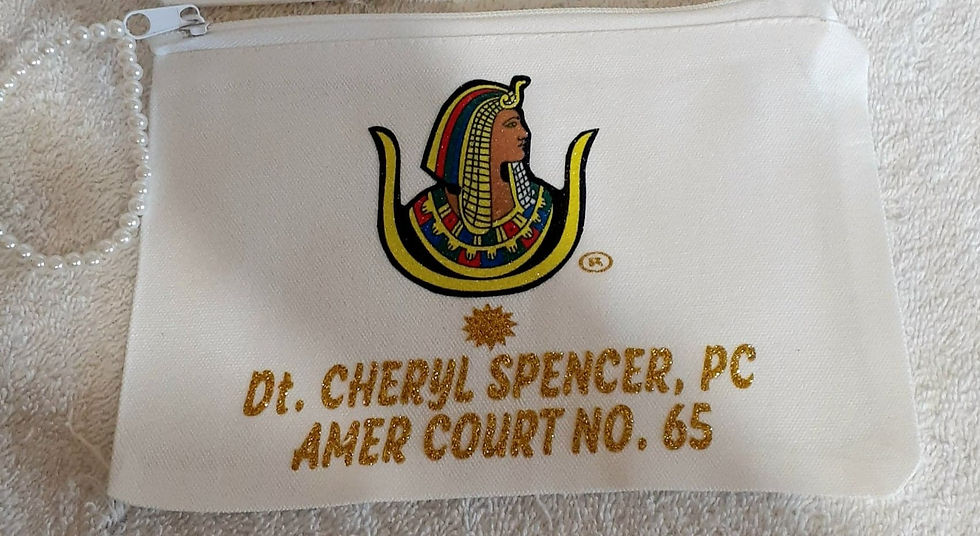 ®
Dt. CHERYL SPENCER, PC
AMER COURT NO. 65